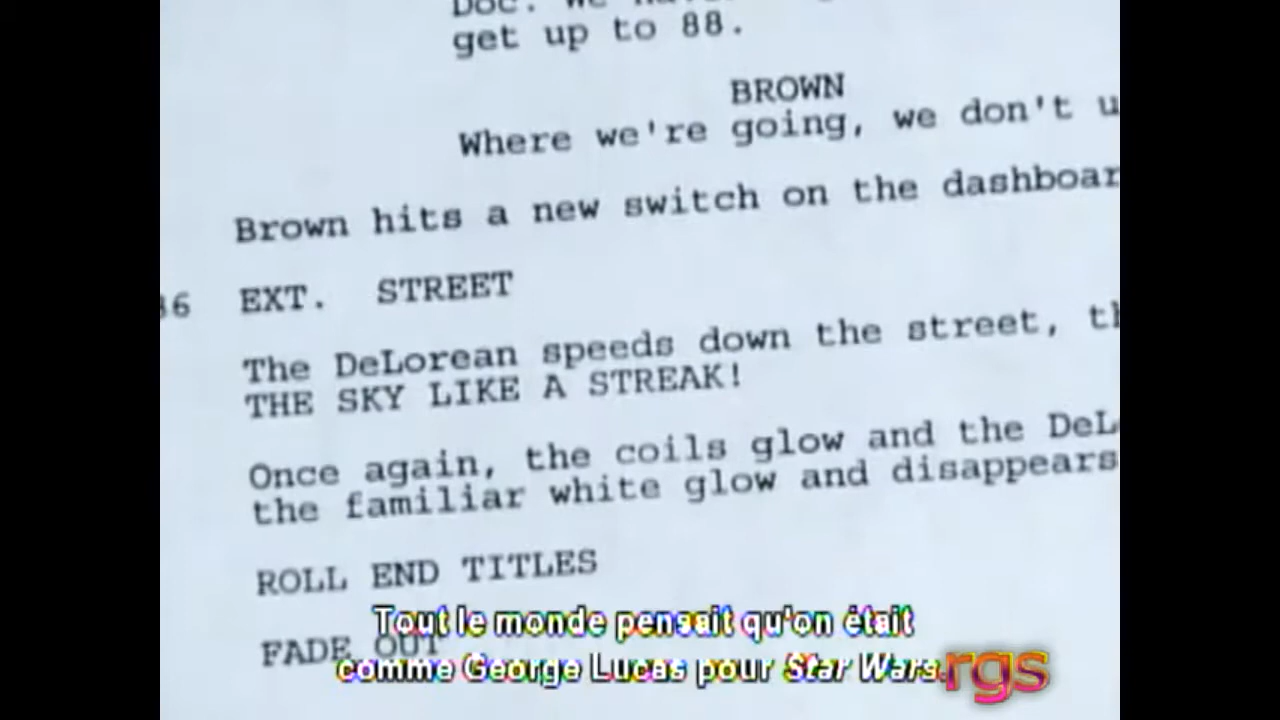 get up to 88.
BROWN
Where we're going, we don't
Brown hits a new switch on the
EXT. STREET
The DeLorean speeds down the street,
THE SKY LIKE A STREAK!
Once again, the coils glow and the
the familiar white glow and disappears
ROLL END TITLES
FADE OUT
Tout le monde pensait qu'on était
comme George Lucas pour Star Wars.
rgs